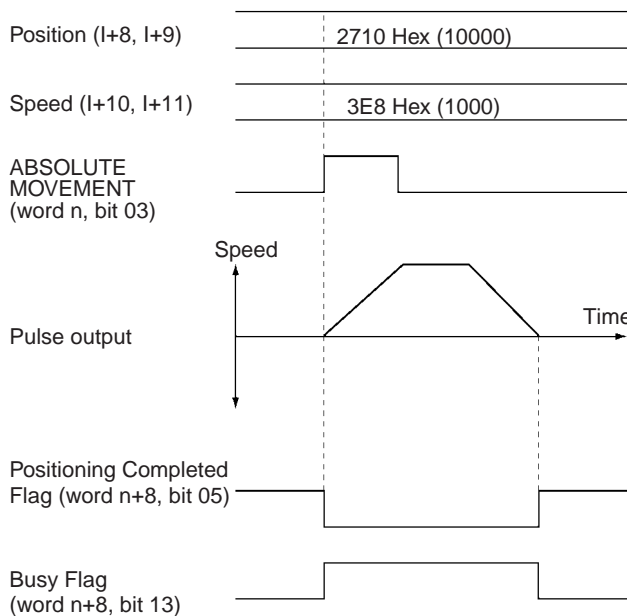 Position (I+8, I+9)
2710 Hex (10000)
Speed (I+10, I+11)
3E8 Hex (1000)
ABSOLUTE
MOVEMENT
(word n, bit 03)
Speed
Pulse output
Time
Positioning Completed
Flag (word n+8, bit 05)
Busy Flag
(word n+8, bit 13)